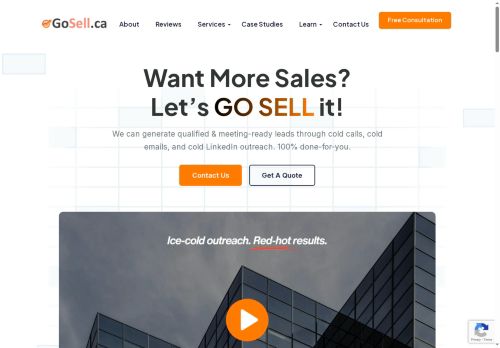 GoSell.ca
About
Reviews
Services
Case Studies
Learn
Contact Us
Free Consultation
Want More Sales?
Let's GO SELL it!
We can generate qualified & meeting-ready leads through cold calls, cold
emails, and cold LinkedIn outreach. 100% done-for-you.
Contact Us
Get A Quote
Ice-cold outreach. Red-hot results.
Privacy - Terms